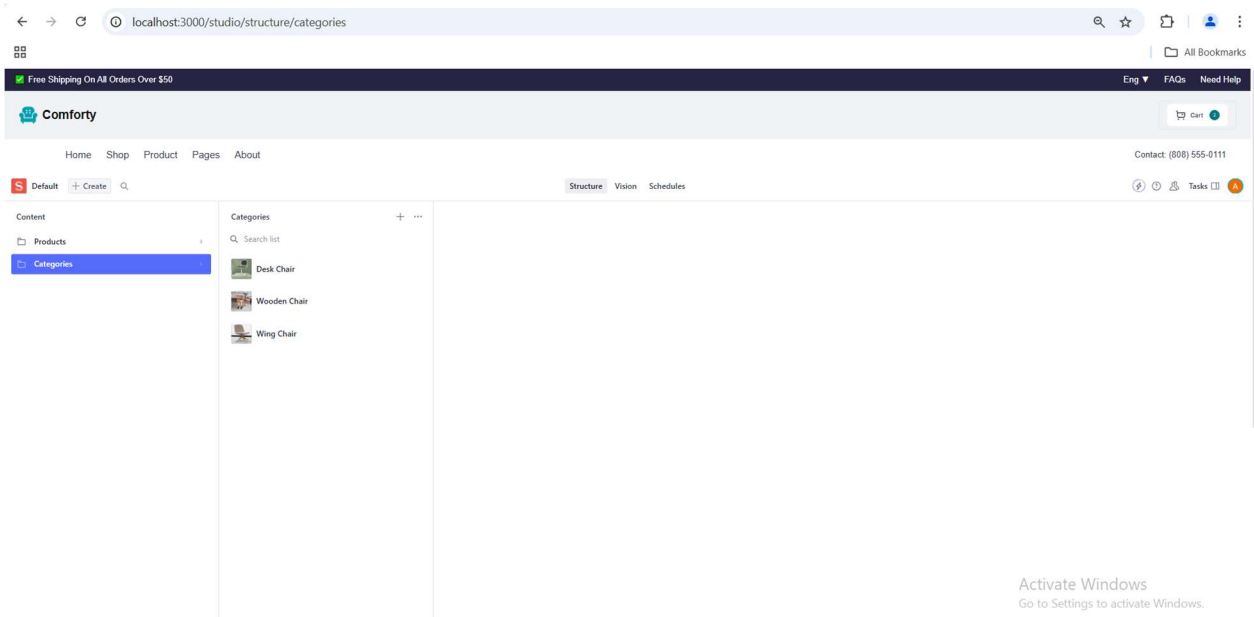 localhost:3000/studio/structure/categories
All Bookmarks
Free Shipping On All Orders Over $50
Eng ▼ FAQs Need Help
Comforty
Cart 2
Home Shop Product Pages About
Contact: (808) 555-0111
S Default + Create
Structure Vision Schedules
Tasks A
Content
Products
Categories
Categories
Search list
Desk Chair
Wooden Chair
Wing Chair
Activate Windows
Go to Settings to activate Windows.